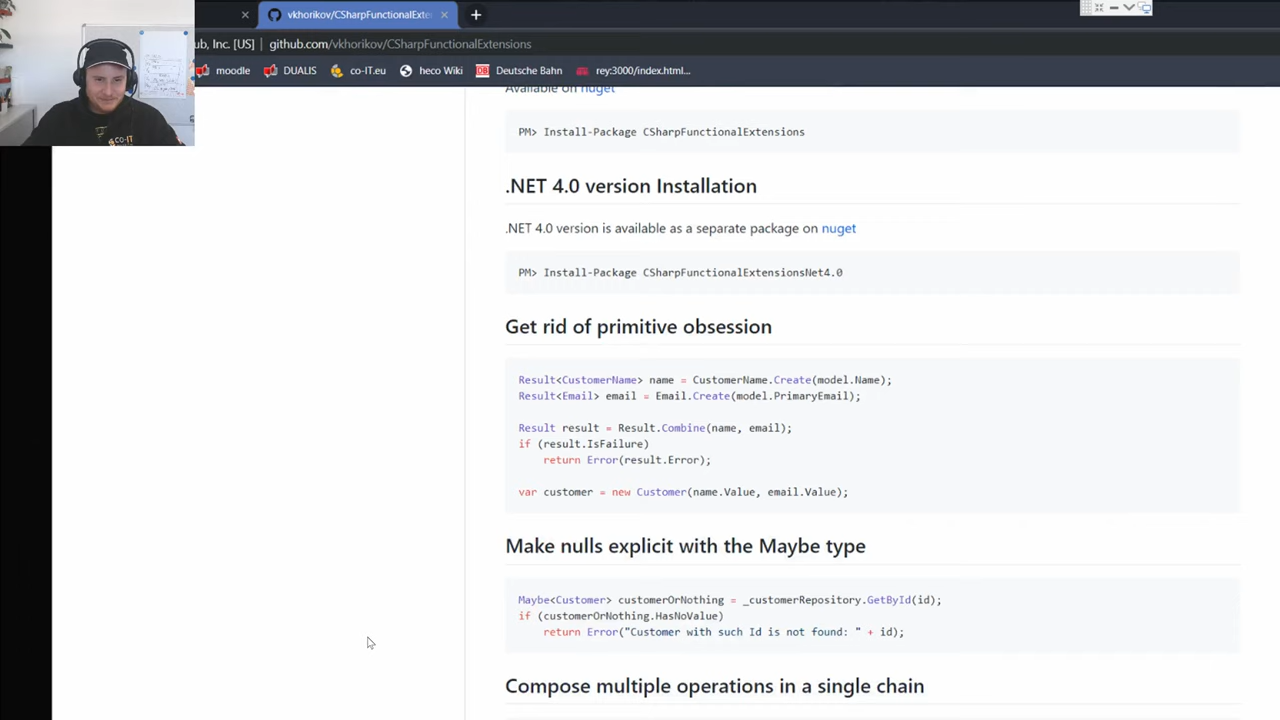 vkhorikov/CSharpFunctionalExte
ub, Inc. [US] | github.com/vkhorikov/CSharpFunctionalExtensions
moodle DUALIS co-IT.eu heco Wiki DB Deutsche Bahn rey:3000/index.html...
Available on nuget
PM> Install-Package CSharpFunctionalExtensions
.NET 4.0 version Installation
.NET 4.0 version is available as a separate package on nuget
PM> Install-Package CSharpFunctionalExtensionsNet4.0
Get rid of primitive obsession
Result<CustomerName> name = CustomerName.Create(model.Name);
Result<Email> email = Email.Create(model.PrimaryEmail);
Result result = Result.Combine(name, email);
if (result.IsFailure)
return Error(result.Error);
var customer = new Customer(name.Value, email.Value);
Make nulls explicit with the Maybe type
Maybe<Customer> customerOrNothing = _customerRepository.GetById(id);
if (customerOrNothing.HasNoValue)
return Error("Customer with such Id is not found: " + id);
Compose multiple operations in a single chain
CO-IT